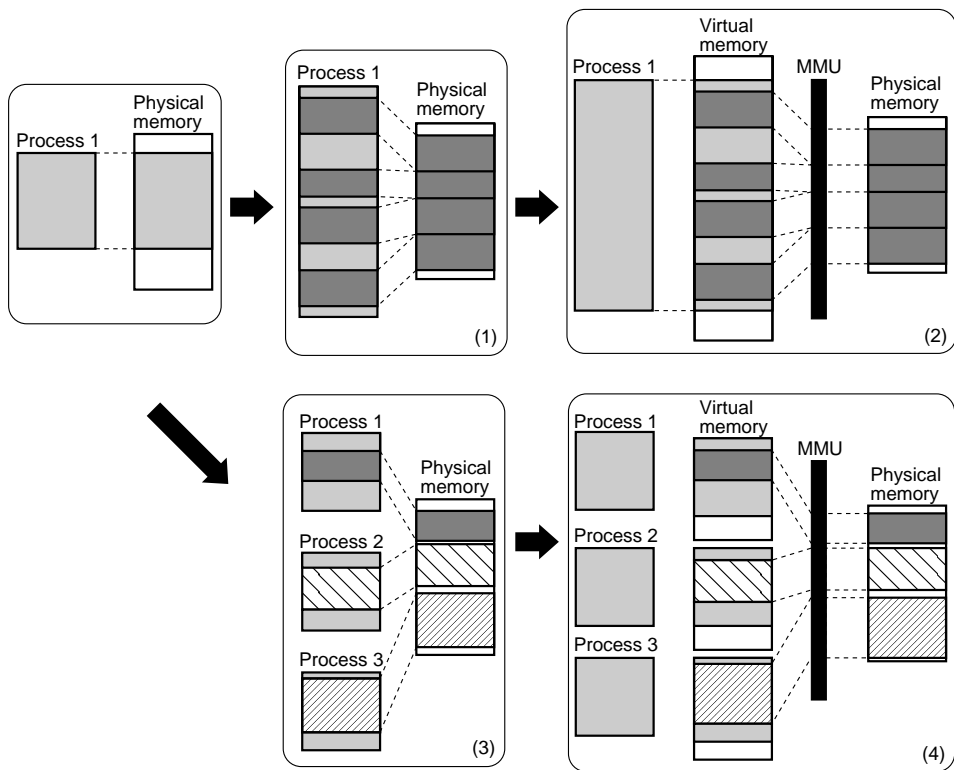 Process 1
Physical
memory
Process 1
Physical
memory
(1)
Process 1
Virtual
memory
MMU
Physical
memory
(2)
Process 1
Process 2
Process 3
Physical
memory
(3)
Process 1
Process 2
Process 3
Virtual
memory
MMU
Physical
memory
(4)